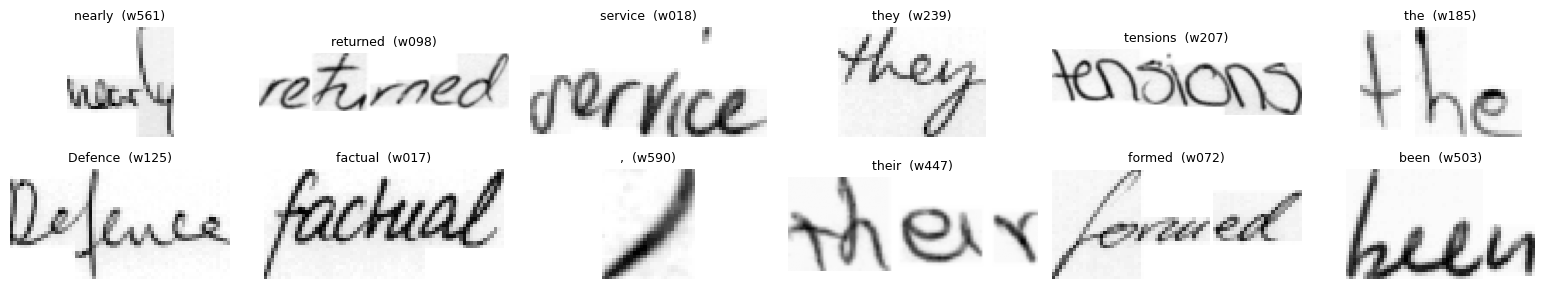 nearly (w561) returned (w098) service (w018) they (w239) tensions (w207) the (w185)
nearly returned service they tensions the
Defence (w125) factual (w017) , (w590) their (w447) formed (w072) been (w503)
Defence factual , their formed been